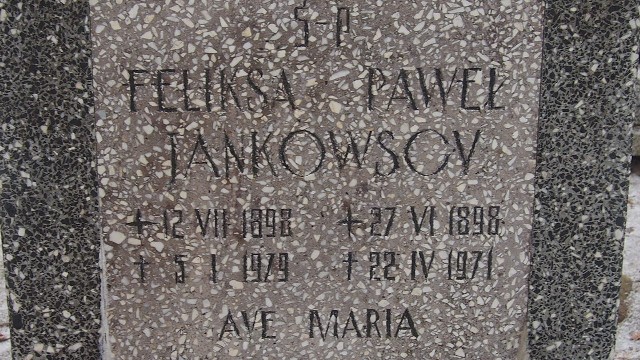 Ś-P
FELIKSA PAWEŁ
JANKOWSCY
✶ 12 VII 1898 ✶ 27 VI 1898
† 5 I 1979 † 22 IV 1971
AVE MARIA